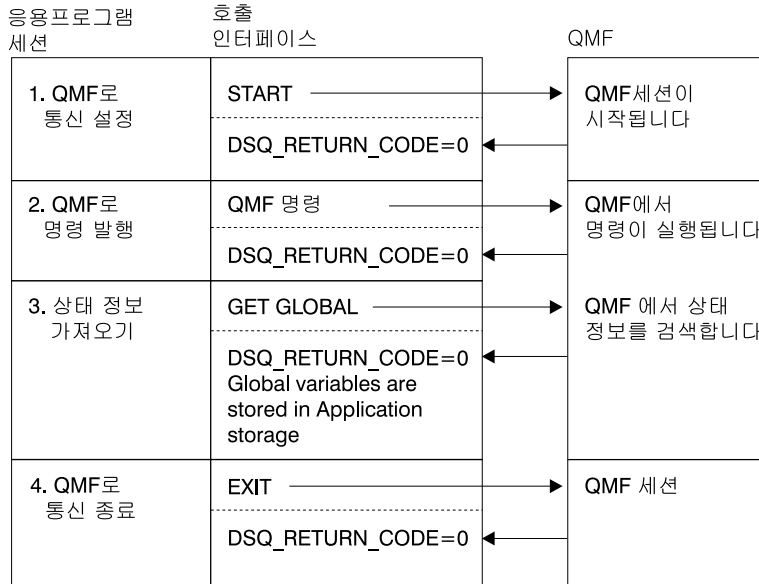 응용프로그램
세션
호출
인터페이스
QMF
1. QMF로
통신 설정
START
DSQ_RETURN_CODE=0
QMF세션이
시작됩니다
2. QMF로
명령 발행
QMF 명령
DSQ_RETURN_CODE=0
QMF에서
명령이 실행됩니다
3. 상태 정보
가져오기
GET GLOBAL
DSQ_RETURN_CODE=0
Global variables are
stored in Application
storage
QMF 에서 상태
정보를 검색합니다
4. QMF로
통신 종료
EXIT
DSQ_RETURN_CODE=0
QMF 세션